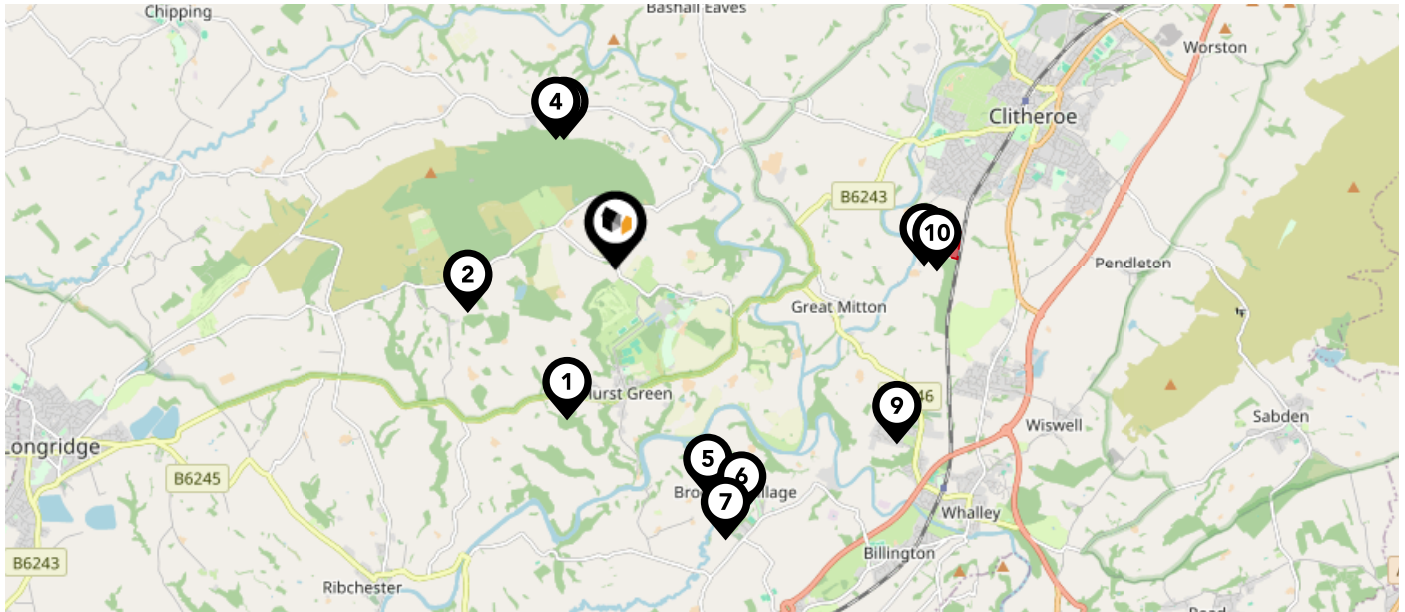 Chipping
Bashall Eaves
Worston
4
Clitheroe
B6243
10
2
Pendleton
Great Mitton
1
Hurst Green
9
46
Sabden
Wiswell
Longridge
5
6
B6245
7
Whalley
Billington
B6243
Ribchester